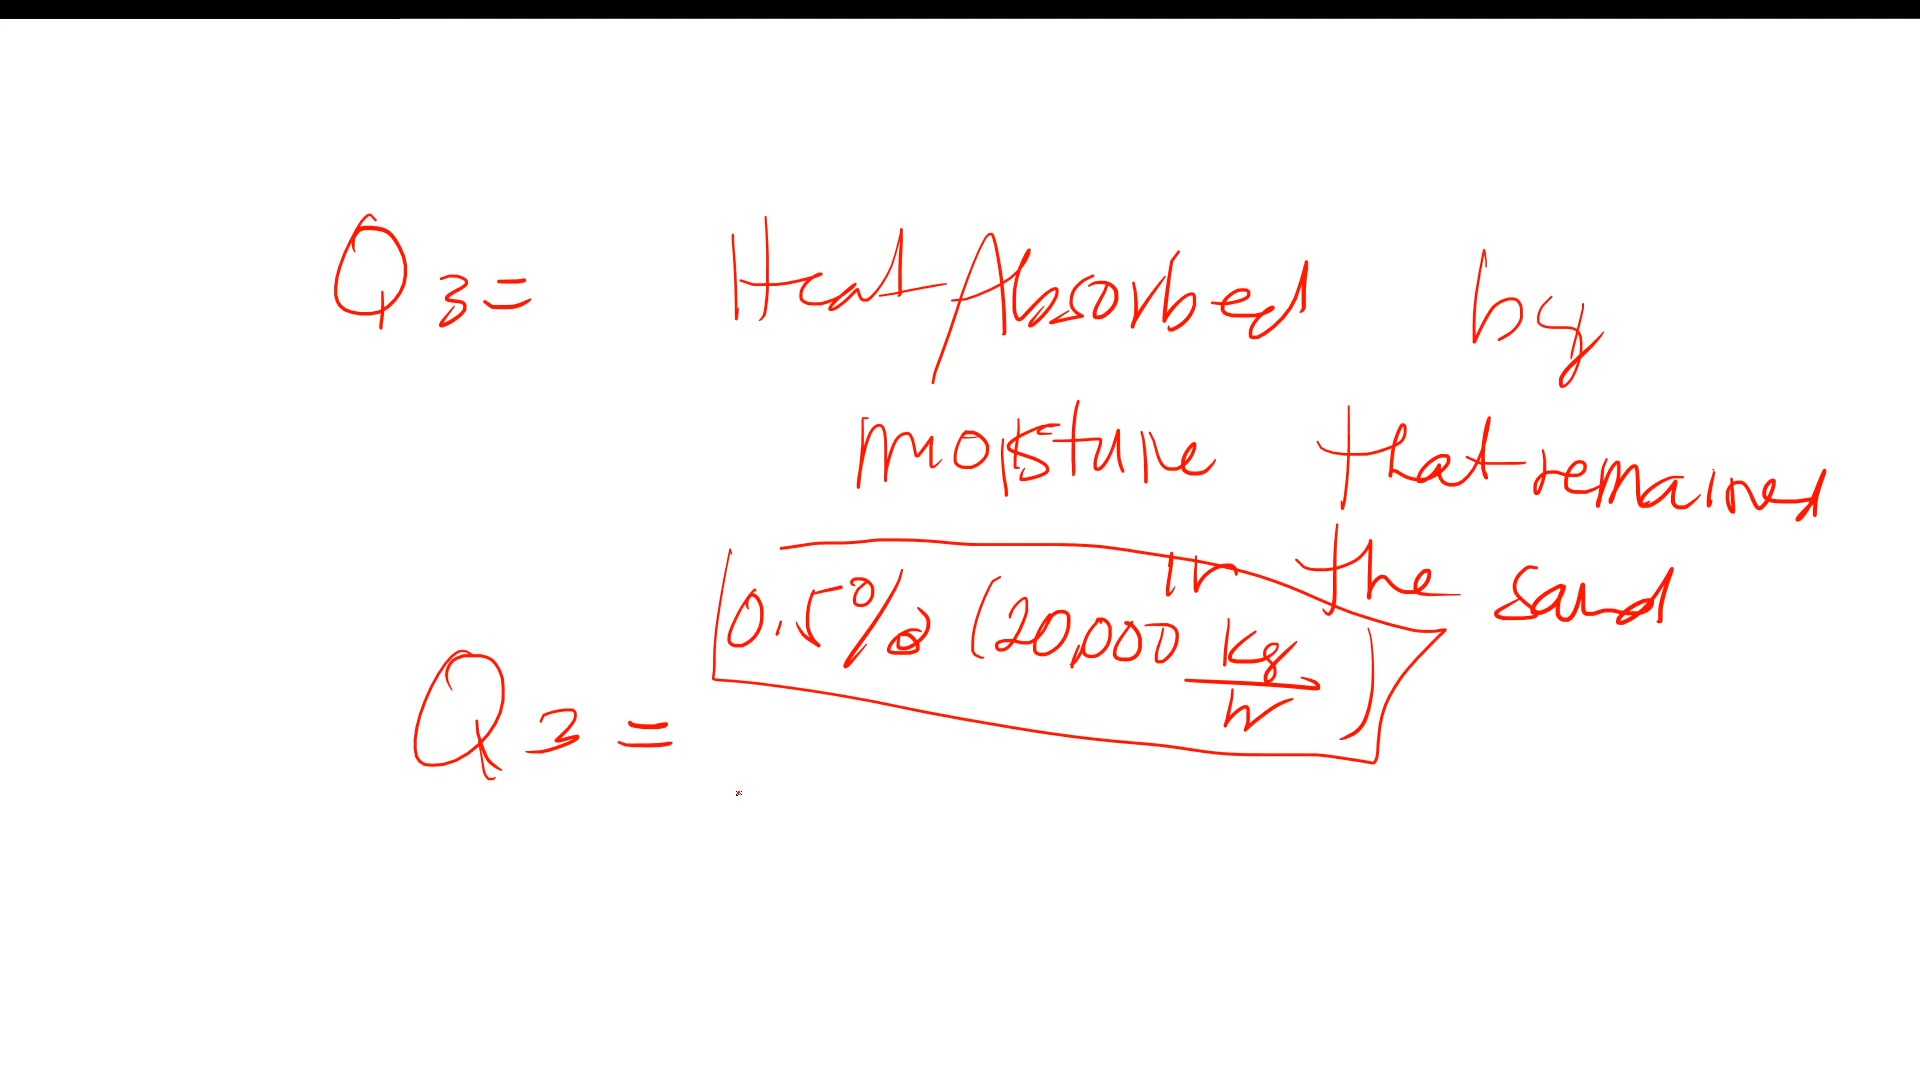 Q3 = Heat Absorbed by
moisture that remained
in the sand
Q3 = 0.5% (20,000 kg/hr)